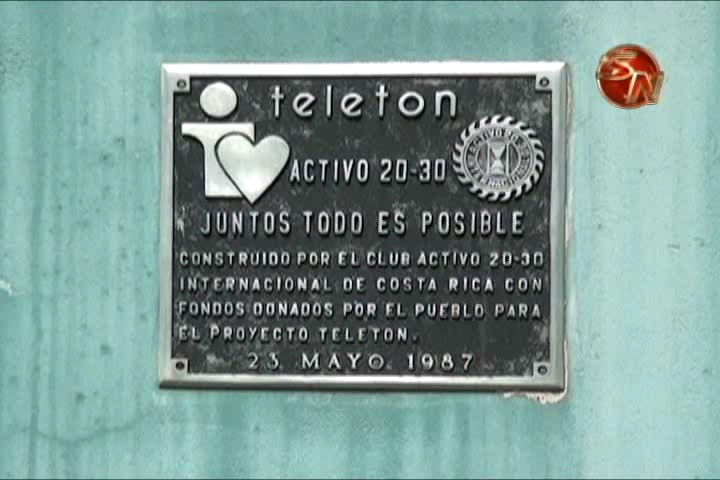 teleton
ACTIVO 20-30
JUNTOS TODO ES POSIBLE
CONSTRUIDO POR EL CLUB ACTIVO 20-30
INTERNACIONAL DE COSTA RICA CON
FONDOS DONADOS POR EL PUEBLO PARA
EL PROYECTO TELETON.
23 MAYO 1987
SN